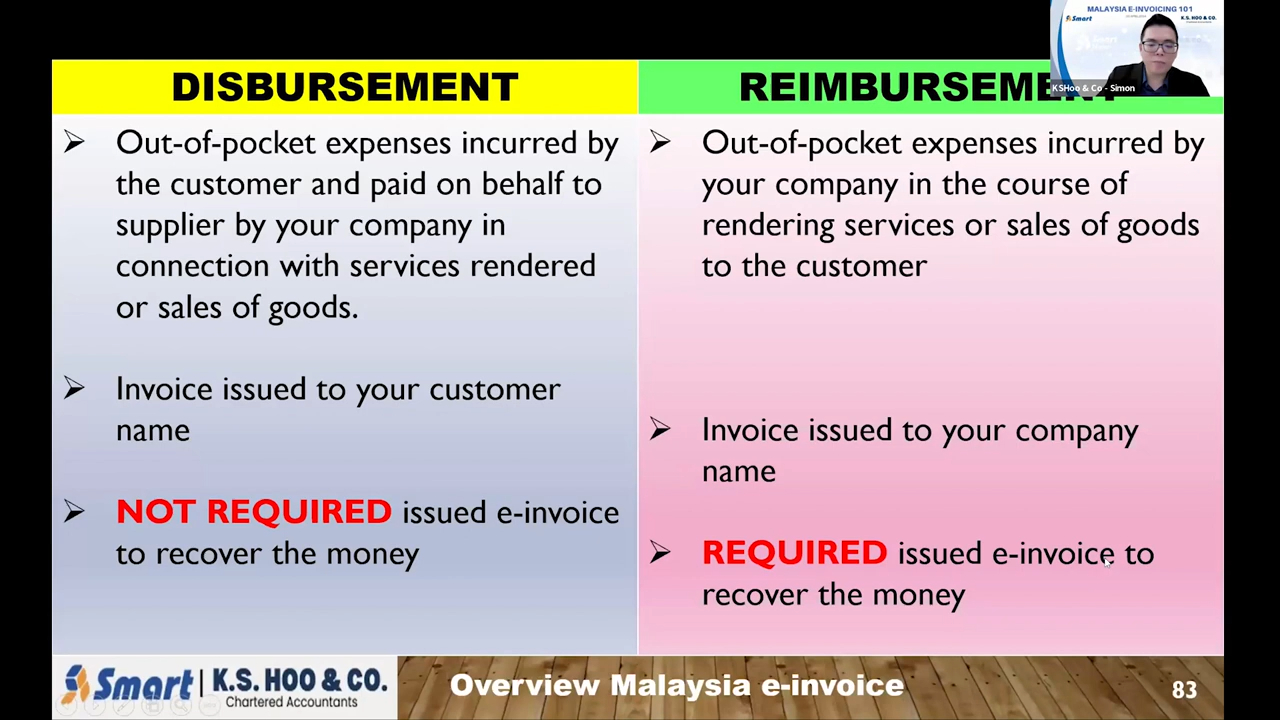 MALAYSIA E-INVOICING 101
Smart
K.S. HOO & CO.
KSHoo & Co - Simon
DISBURSEMENT
Out-of-pocket expenses incurred by
the customer and paid on behalf to
supplier by your company in
connection with services rendered
or sales of goods.
Invoice issued to your customer
name
NOT REQUIRED issued e-invoice
to recover the money
REIMBURSEMENT
Out-of-pocket expenses incurred by
your company in the course of
rendering services or sales of goods
to the customer
Invoice issued to your company
name
REQUIRED issued e-invoice to
recover the money
Smart | K.S. HOO & CO.
Chartered Accountants
Overview Malaysia e-invoice
83